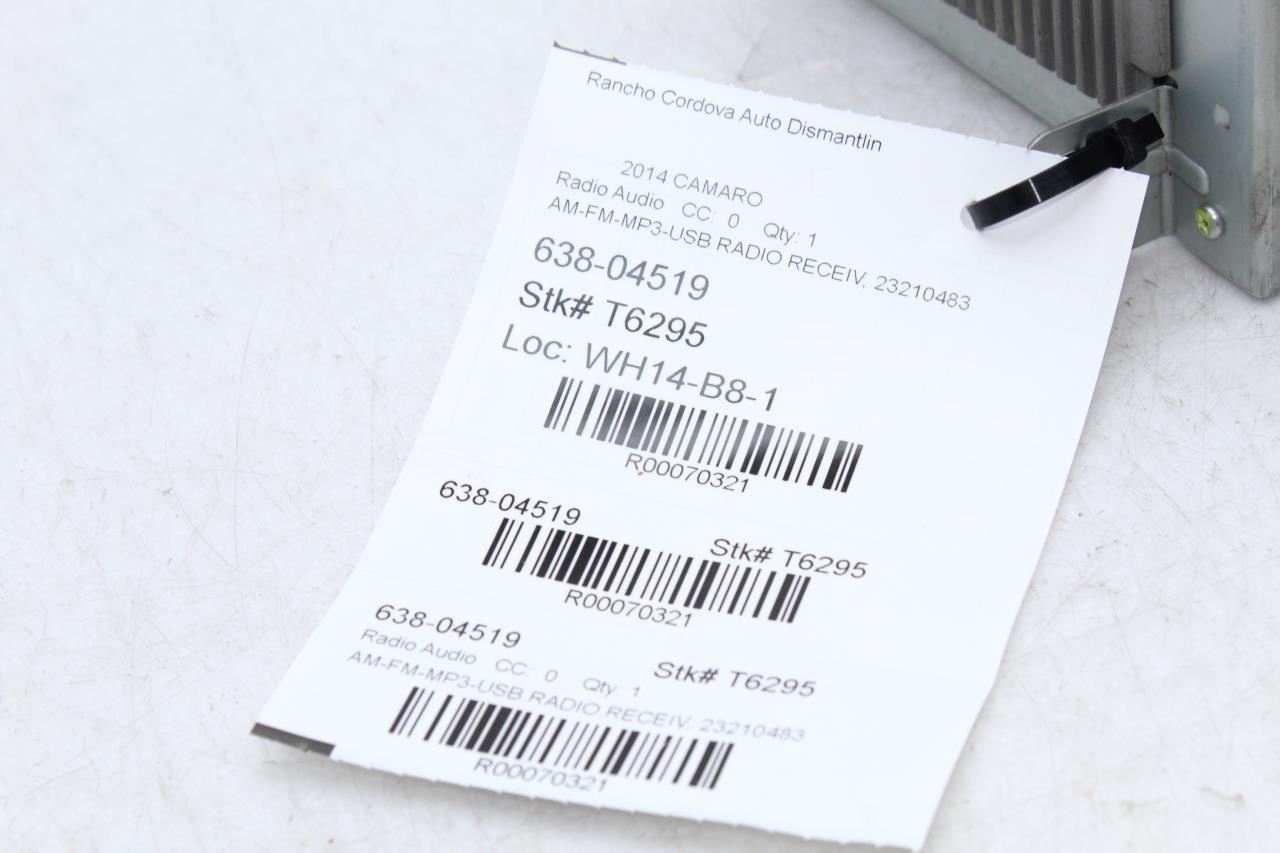 Rancho Cordova Auto Dismantlin
2014 CAMARO
Radio Audio CC: 0 Qty: 1
AM-FM-MP3-USB RADIO RECEIV, 23210483
638-04519
Stk# T6295
Loc: WH14-B8-1
R00070321
638-04519
Stk# T6295
R00070321
638-04519
Stk# T6295
Radio Audio CC: 0 Qty: 1
AM-FM-MP3-USB RADIO RECEIV, 23210483
R00070321